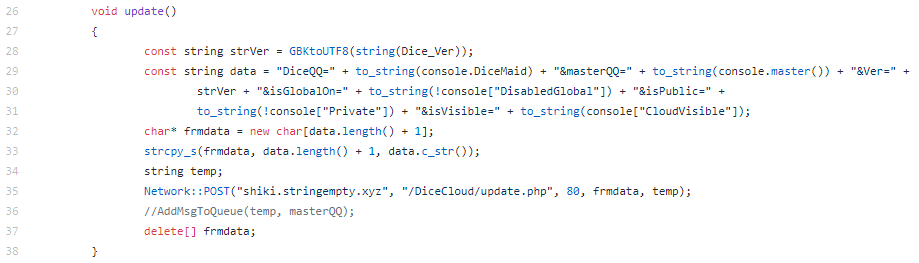 26 void update()
27 {
28 const string strVer = GBKtoUTF8(string(Dice_Ver));
29 const string data = "DiceQQ=" + to_string(console.DiceMaid) + "&masterQQ=" + to_string(console.master()) + "&Ver=" +
30 strVer + "&isGlobalOn=" + to_string(!console["DisabledGlobal"]) + "&isPublic=" +
31 to_string(!console["Private"]) + "&isVisible=" + to_string(console["CloudVisible"]);
32 char* frmdata = new char[data.length() + 1];
33 strcpy_s(frmdata, data.length() + 1, data.c_str());
34 string temp;
35 Network::POST("shiki.stringempty.xyz", "/DiceCloud/update.php", 80, frmdata, temp);
36 //AddMsgToQueue(temp, masterQQ);
37 delete[] frmdata;
38 }